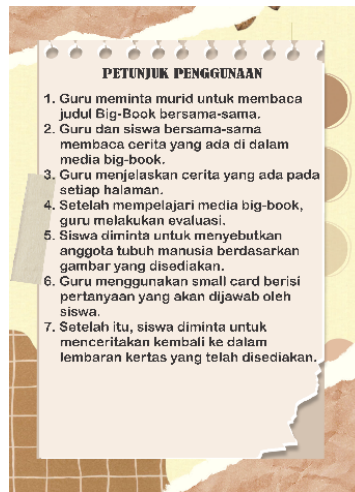 PETUNJUK PENGGUNAAN
1. Guru meminta murid untuk membaca
judul Big-Book bersama-sama.
2. Guru dan siswa bersama-sama
membaca cerita yang ada di dalam
media big-book.
3. Guru menjelaskan cerita yang ada pada
setiap halaman.
4. Setelah mempelajari media big-book,
guru melakukan evaluasi.
5. Siswa diminta untuk menyebutkan
anggota tubuh manusia berdasarkan
gambar yang disediakan.
6. Guru menggunakan small card berisi
pertanyaan yang akan dijawab oleh
siswa.
7. Setelah itu, siswa diminta untuk
menceritakan kembali ke dalam
lembaran kertas yang telah disediakan.